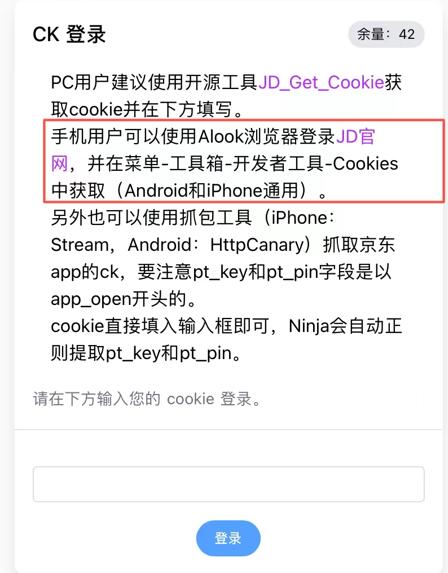 CK 登录
余量：42
PC用户建议使用开源工具JD_Get_Cookie获
取cookie并在下方填写。
手机用户可以使用Alook浏览器登录JD官
网，并在菜单-工具箱-开发者工具-Cookies
中获取（Android和iPhone通用）。
另外也可以使用抓包工具（iPhone：
Stream，Android：HttpCanary）抓取京东
app的ck，要注意pt_key和pt_pin字段是以
app_open开头的。
cookie直接填入输入框即可，Ninja会自动正
则提取pt_key和pt_pin。
请在下方输入您的 cookie 登录。
登录